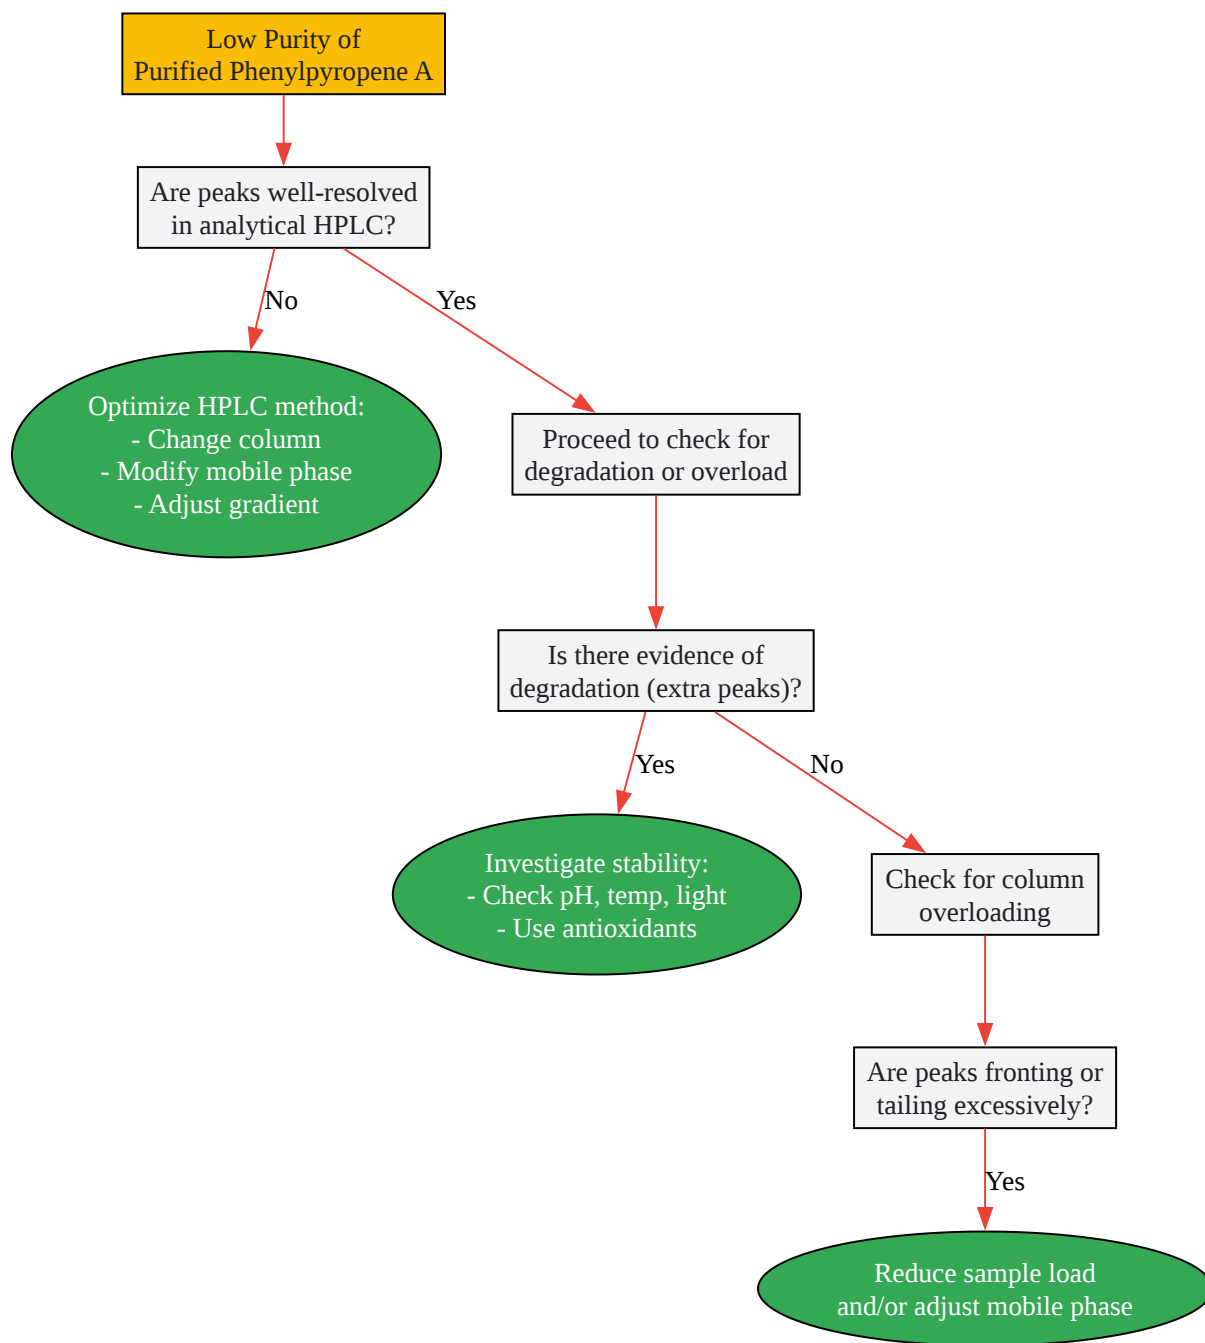 Low Purity of
Purified Phenylpyropene A
Are peaks well-resolved
in analytical HPLC?
No
Yes
Optimize HPLC method:
- Change column
- Modify mobile phase
- Adjust gradient
Proceed to check for
degradation or overload
Is there evidence of
degradation (extra peaks)?
Yes
No
Investigate stability:
- Check pH, temp, light
- Use antioxidants
Check for column
overloading
Are peaks fronting or
tailing excessively?
Yes
Reduce sample load
and/or adjust mobile phase